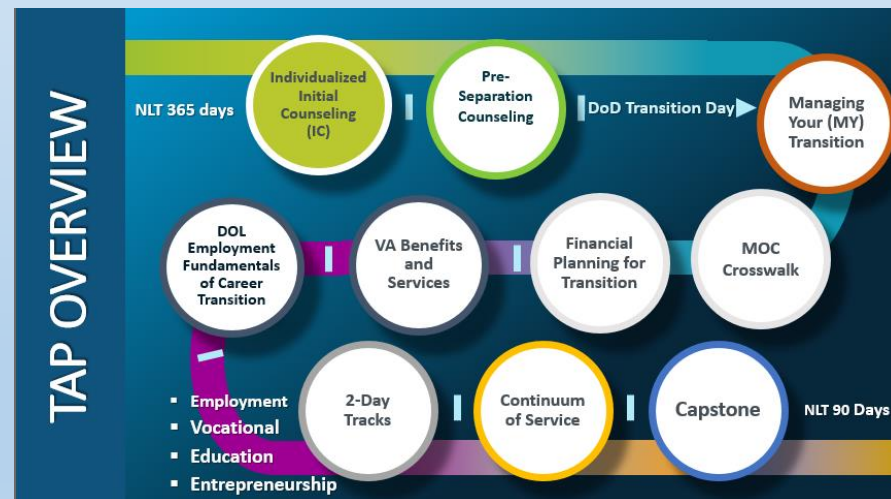 TAP OVERVIEW
NLT 365 days
Individualized
Initial
Counseling
(IC)
Pre-
Separation
Counseling
DoD Transition Day
Managing
Your (MY)
Transition
MOC
Crosswalk
Financial
Planning for
Transition
VA Benefits
and
Services
DOL
Employment
Fundamentals
of Career
Transition
▪ Employment
▪ Vocational
▪ Education
▪ Entrepreneurship
2-Day
Tracks
Continuum
of Service
Capstone
NLT 90 Days